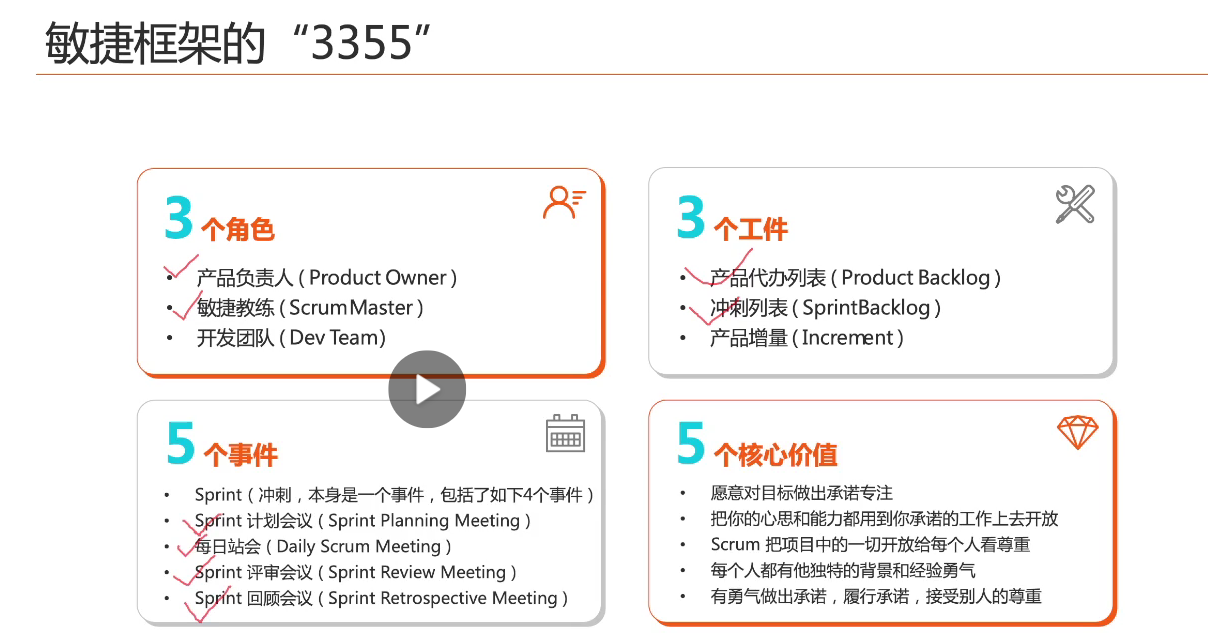 敏捷框架的“3355”
3个角色
• 产品负责人 ( Product Owner )
• 敏捷教练 ( ScrumMaster )
• 开发团队 ( Dev Team)
3个工件
• 产品代办列表 ( Product Backlog )
• 冲刺列表 ( SprintBacklog )
• 产品增量 ( Increment )
5个事件
• Sprint ( 冲刺，本身是一个事件，包括了如下4个事件 )
• Sprint 计划会议 ( Sprint Planning Meeting )
• 每日站会 ( Daily Scrum Meeting )
• Sprint 评审会议 ( Sprint Review Meeting )
• Sprint 回顾会议 ( Sprint Retrospective Meeting )
5个核心价值
• 愿意对目标做出承诺专注
• 把你的心思和能力都用到你承诺的工作上去开放
• Scrum 把项目中的一切开放给每个人看尊重
• 每个人都有他独特的背景和经验勇气
• 有勇气做出承诺，履行承诺，接受别人的尊重